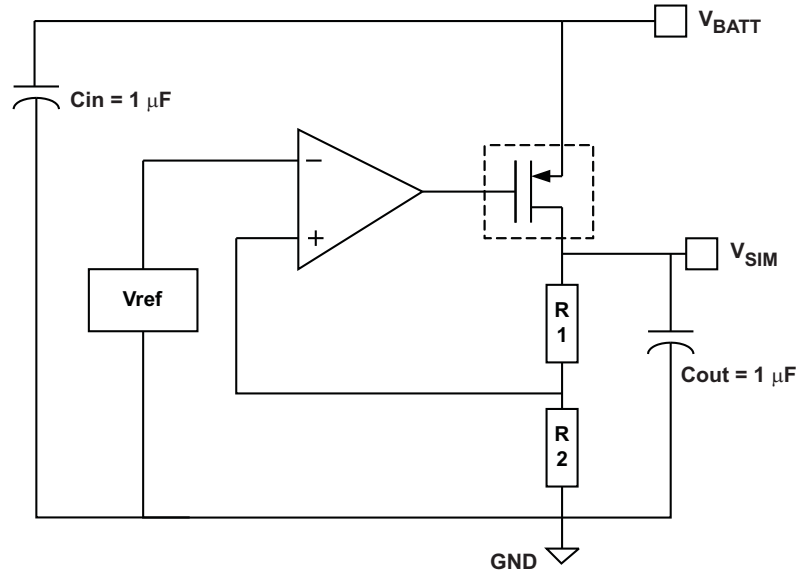 V_BATT
Cin = 1 μF
−
+
Vref
V_SIM
R
1
Cout = 1 μF
R
2
GND